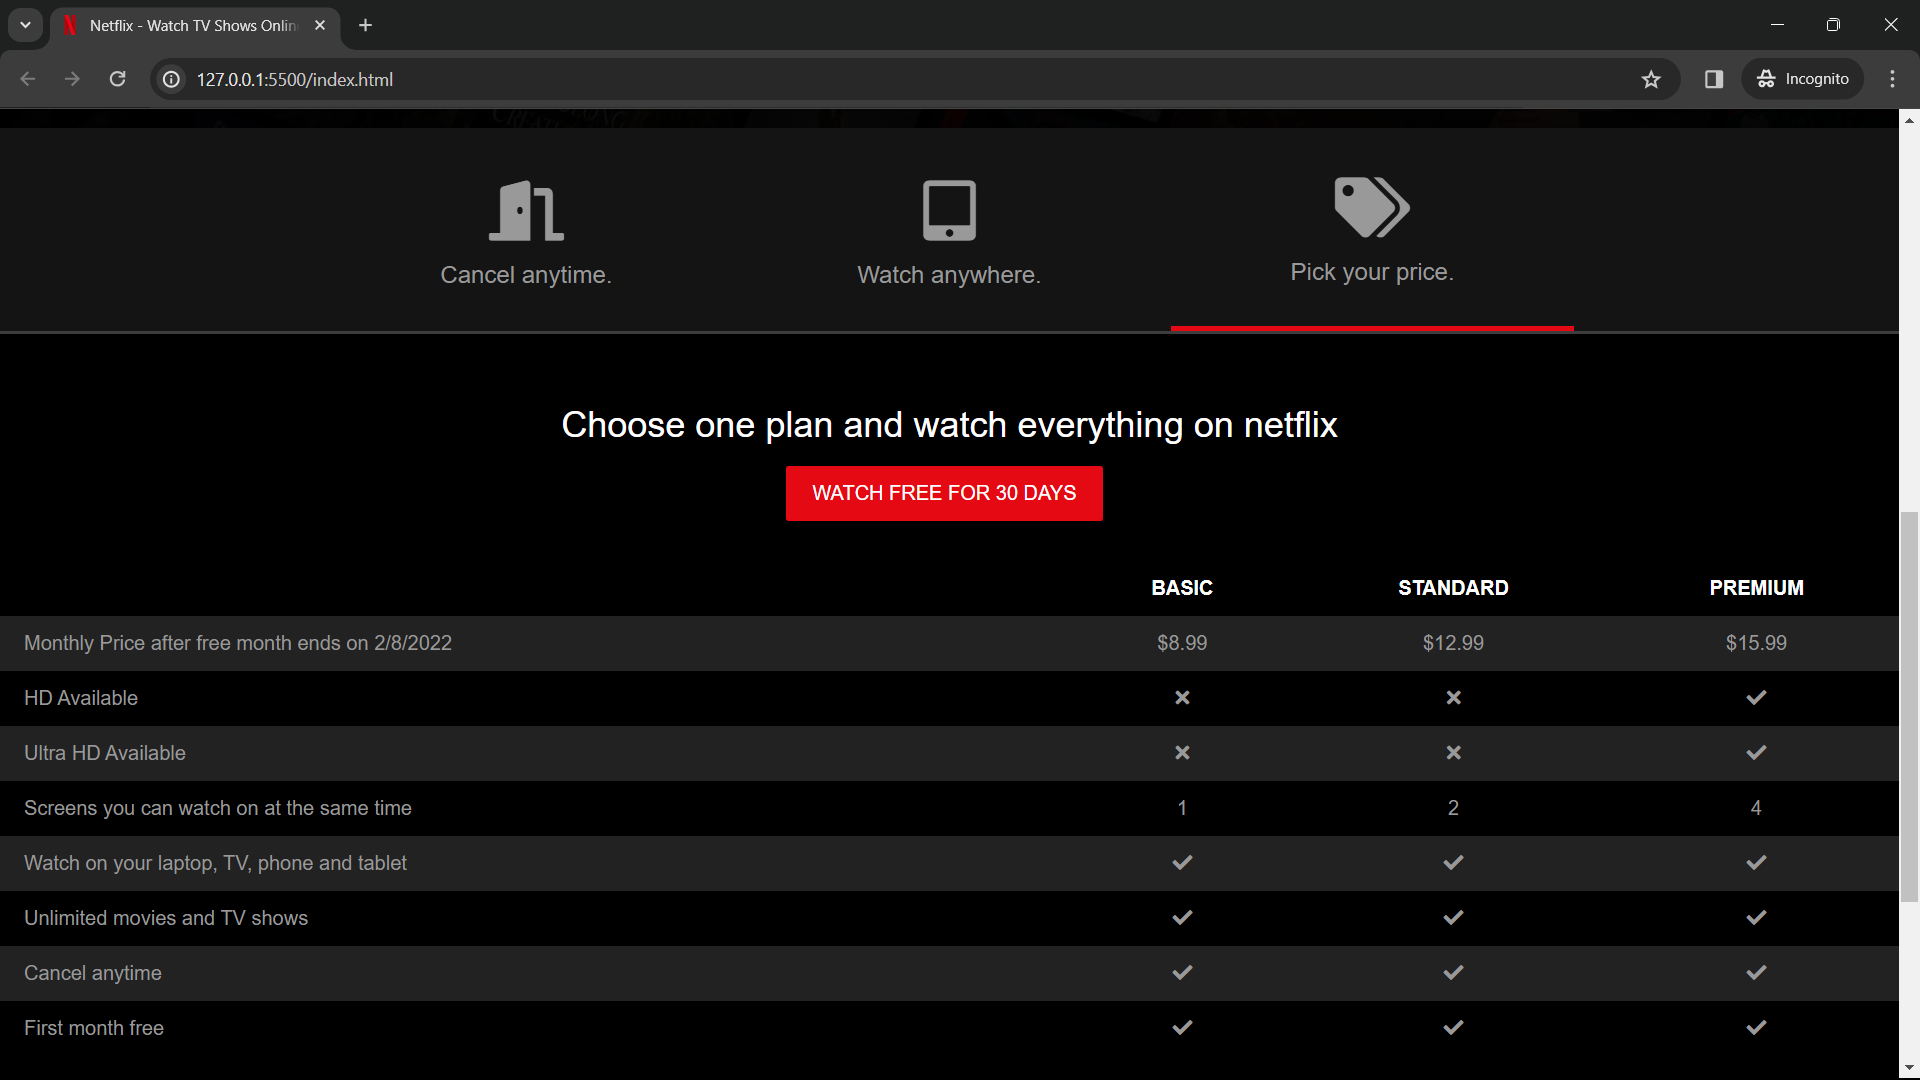 Netflix - Watch TV Shows Onlin
127.0.0.1:5500/index.html
Incognito
Cancel anytime.
Watch anywhere.
Pick your price.
Choose one plan and watch everything on netflix
WATCH FREE FOR 30 DAYS
BASIC STANDARD PREMIUM
Monthly Price after free month ends on 2/8/2022 $8.99 $12.99 $15.99
HD Available
Ultra HD Available
Screens you can watch on at the same time 1 2 4
Watch on your laptop, TV, phone and tablet
Unlimited movies and TV shows
Cancel anytime
First month free